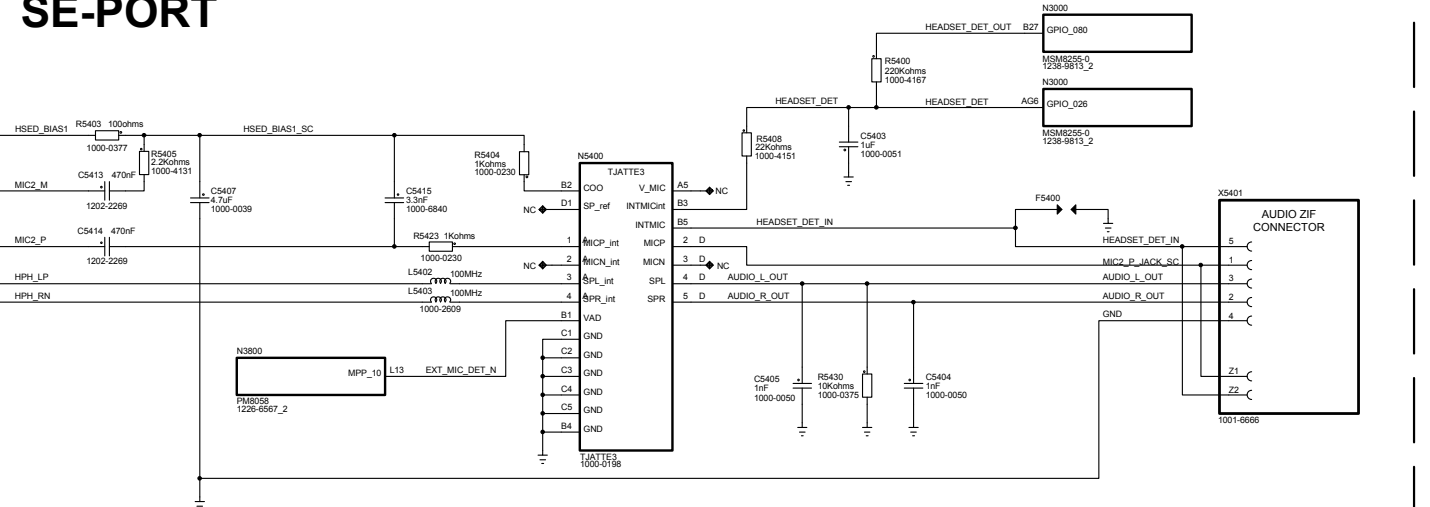 SE-PORT
N3000
HEADSET_DET_OUT B27 GPIO_080
MSM8255-0
1238-9813_2
R5400
220Kohms
1000-4167
N3000
HEADSET_DET HEADSET_DET AG6 GPIO_026
MSM8255-0
1238-9813_2
HSED_BIAS1 R5403 100ohms HSED_BIAS1_SC
1000-0377
R5405
2.2Kohms
1000-4131
R5408
22Kohms
1000-4151
C5403
1uF
1000-0051
R5404
1Kohms
1000-0230
N5400
TJATTE3
C5413 470nF
MIC2_M
1202-2269
C5407
4.7uF
1000-0039
C5415
3.3nF
1000-6840
B2 COO V_MIC A5 NC
NC D1 SP_ref INTMICint B3
INTMIC B5 HEADSET_DET_IN
F5400
X5401
AUDIO ZIF
CONNECTOR
C5414 470nF
MIC2_P
1202-2269
R5423 1Kohms
1000-0230
1 A MICP_int MICP 2 D
NC 2 A MICN_int MICN 3 D NC
HEADSET_DET_IN 5
MIC2_P_JACK_SC 1
HPH_LP L5402 100MHz 3 A SPL_int SPL 4 D AUDIO_L_OUT AUDIO_L_OUT 3
HPH_RN L5403 100MHz 4 A SPR_int SPR 5 D AUDIO_R_OUT AUDIO_R_OUT 2
1000-2609
B1 VAD GND 4
C1 GND
C2 GND
C3 GND
C4 GND
C5 GND
B4 GND
N3800
MPP_10 L13 EXT_MIC_DET_N
PM8058
1226-6567_2
C5405
1nF
1000-0050
R5430
10Kohms
1000-0375
C5404
1nF
1000-0050
Z1
Z2
1001-6666
TJATTE3
1000-0198